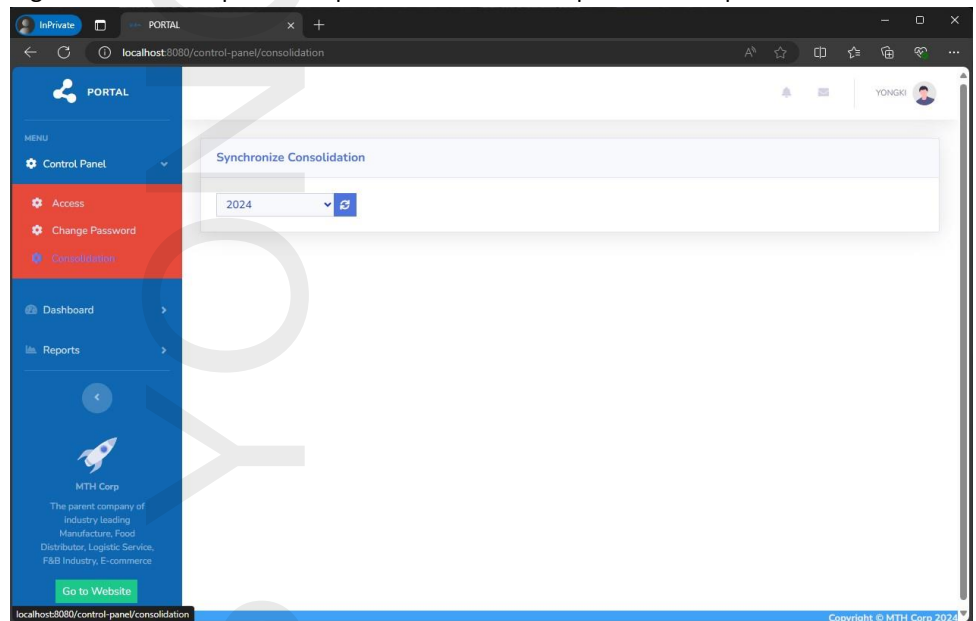 InPrivate
PORTAL
localhost:8080/control-panel/consolidation
PORTAL
YONGKI
MENU
Control Panel
Synchronize Consolidation
Access
2024
Change Password
Consolidation
Dashboard
Reports
MTH Corp
The parent company of
industry leading
Manufacture, Food
Distributor, Logistic Service,
F&B Industry, E-commerce
Go to Website
localhost:8080/control-panel/consolidation
Copyright © MTH Corp 2024